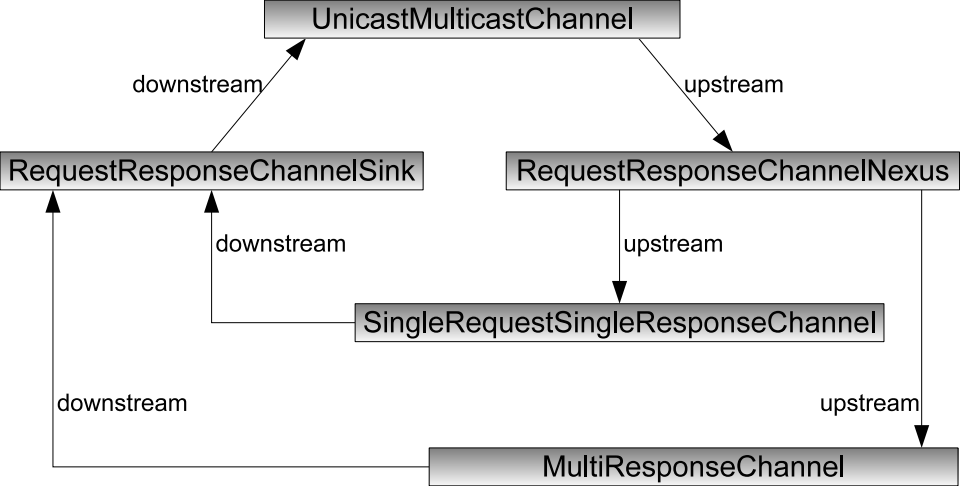 UnicastMulticastChannel
downstream
upstream
RequestResponseChannelSink
RequestResponseChannelNexus
downstream
upstream
SingleRequestSingleResponseChannel
downstream
upstream
MultiResponseChannel